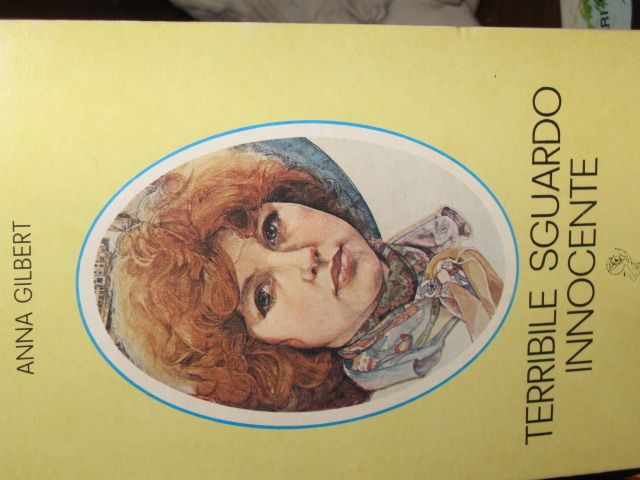 ANNA GILBERT
TERRIBILE SGUARDO
INNOCENTE